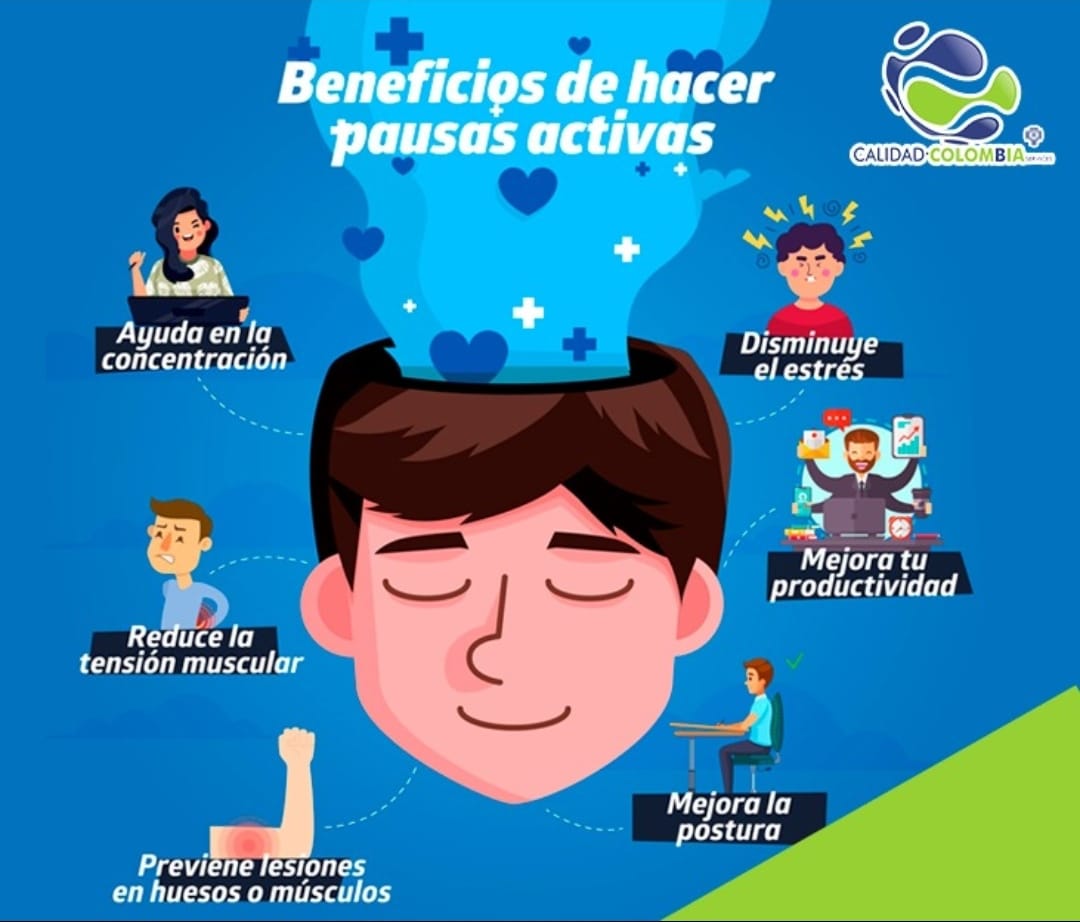 Beneficios de hacer
pausas activas
CALIDAD COLOMBIA
Ayuda en la
concentración
Disminuye
el estrés
Mejora tu
productividad
Reduce la
tensión muscular
Mejora la
postura
Previene lesiones
en huesos o músculos